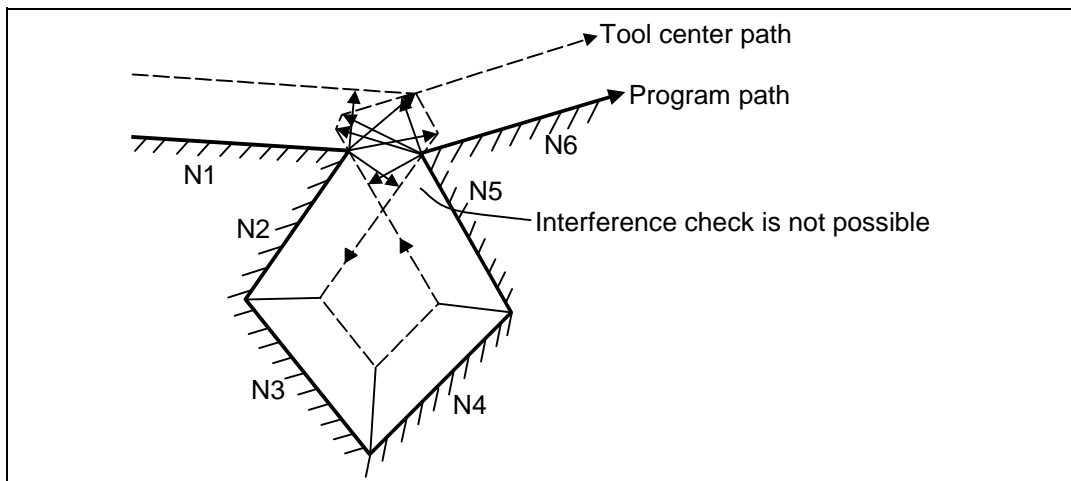 Tool center path
Program path
N6
N1
N5
N2
Interference check is not possible
N3
N4